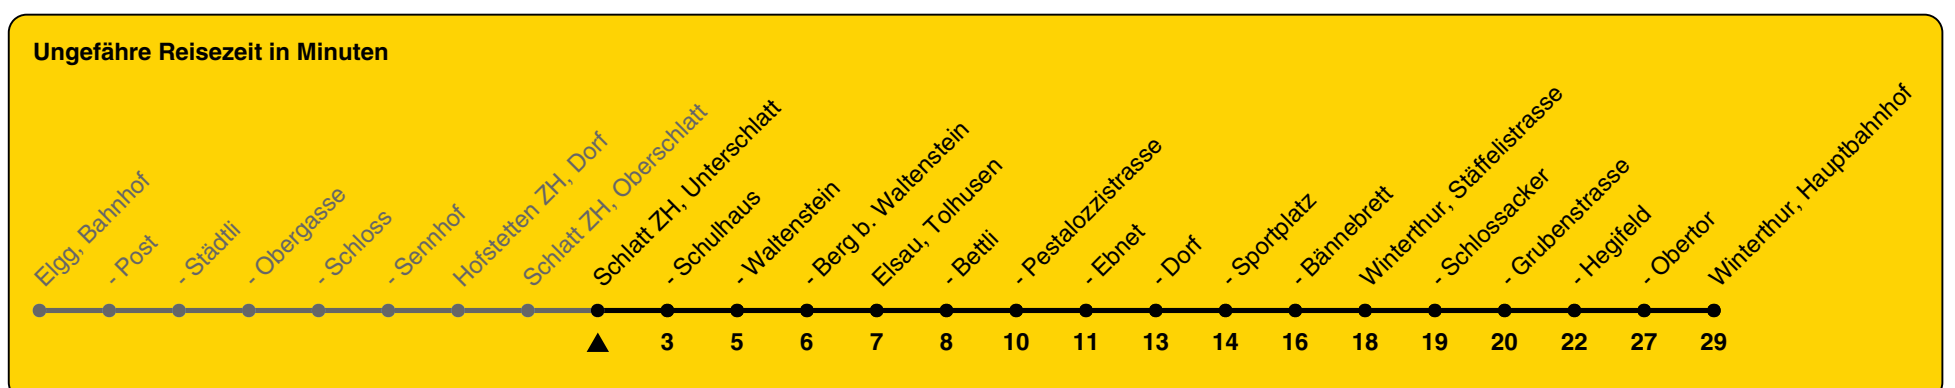 Ungefähre Reisezeit in Minuten
Elgg, Bahnhof
- Post
- Städtli
- Obergasse
- Schloss
- Sennhof
Hofstetten ZH, Dorf
Schlatt ZH, Oberschlatt
Schlatt ZH, Unterschlatt
- Schulhaus
- Waltenstein
- Berg b. Waltenstein
Elsau, Tolhusen
- Bettli
- Pestalozzistrasse
- Ebnet
- Dorf
- Sportplatz
- Bännebrett
Winterthur, Stäffelistrasse
- Schlossacker
- Grubenstrasse
- Hegifeld
- Obertor
Winterthur, Hauptbahnhof
3 5 6 7 8 10 11 13 14 16 18 19 20 22 27 29